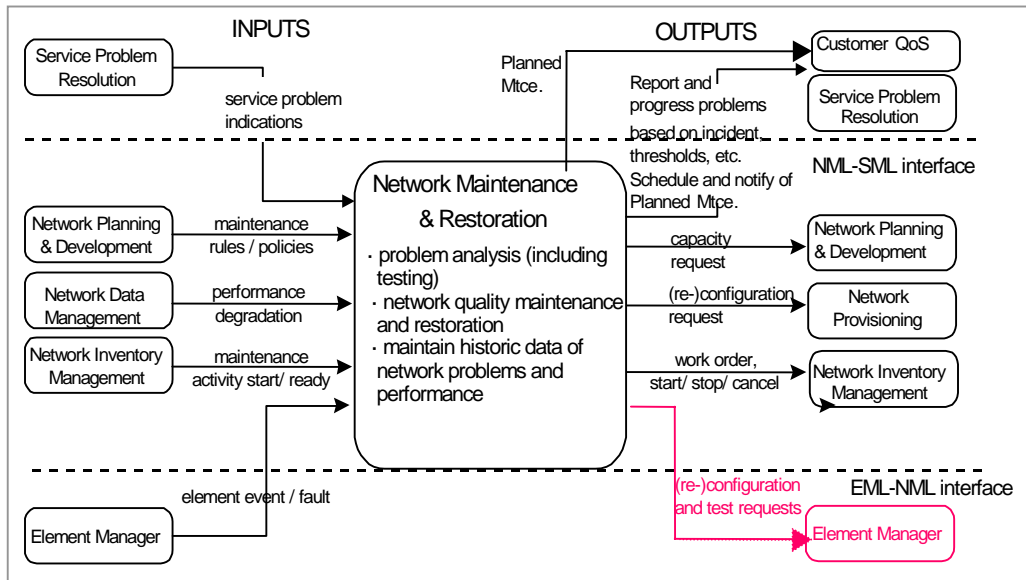 INPUTS
OUTPUTS
Service Problem
Resolution
service problem
indications
Planned
Mtce.
Customer QoS
Report and
progress problems
based on incident,
thresholds, etc.
Schedule and notify of
Planned Mtce.
Service Problem
Resolution
NML-SML interface
Network Planning
& Development
maintenance
rules / policies
Network Data
Management
performance
degradation
Network Inventory
Management
maintenance
activity start/ ready
Network Maintenance
& Restoration
· problem analysis (including
testing)
· network quality maintenance
and restoration
· maintain historic data of
network problems and
performance
capacity
request
Network Planning
& Development
(re-)configuration
request
Network
Provisioning
work order,
start/ stop/ cancel
Network Inventory
Management
element event / fault
Element Manager
(re-)configuration
and test requests
EML-NML interface
Element Manager